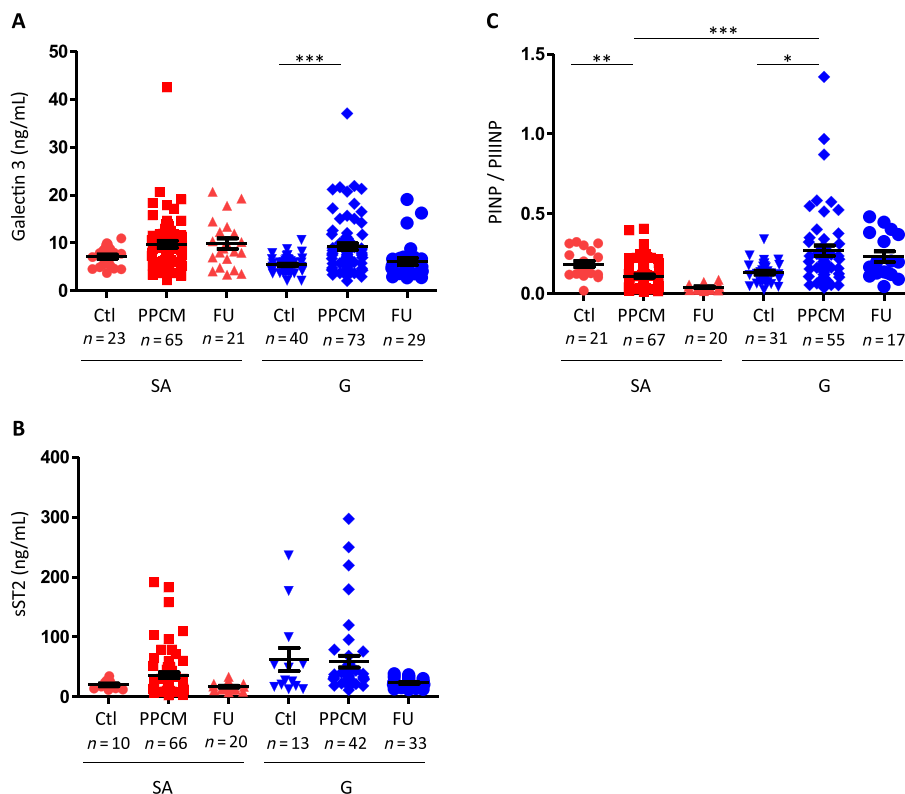 A
Galectin 3 (ng/mL)
50
40
30
20
10
0
***
Ctl PPCM FU Ctl PPCM FU
n = 23 n = 65 n = 21 n = 40 n = 73 n = 29
SA G
C
PINP / PIIINP
1.5
1.0
0.5
0.0
***
** *
Ctl PPCM FU Ctl PPCM FU
n = 21 n = 67 n = 20 n = 31 n = 55 n = 17
SA G
B
sST2 (ng/mL)
400
300
200
100
0
Ctl PPCM FU Ctl PPCM FU
n = 10 n = 66 n = 20 n = 13 n = 42 n = 33
SA G